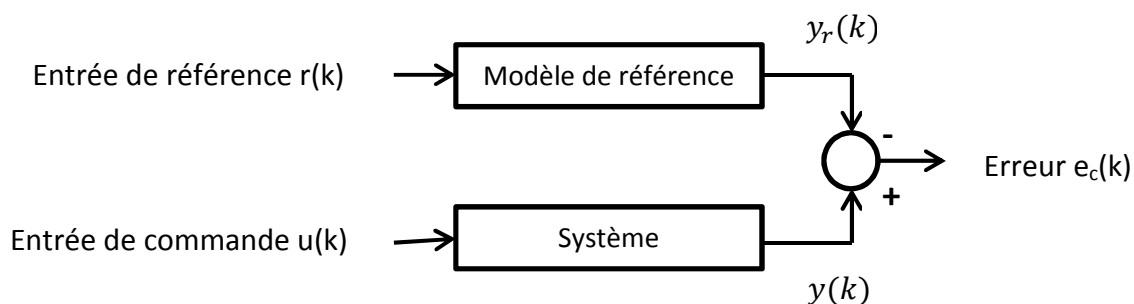 y_r(k)
Entrée de référence r(k)
Modèle de référence
-
Erreur e_c(k)
+
Entrée de commande u(k)
Système
y(k)